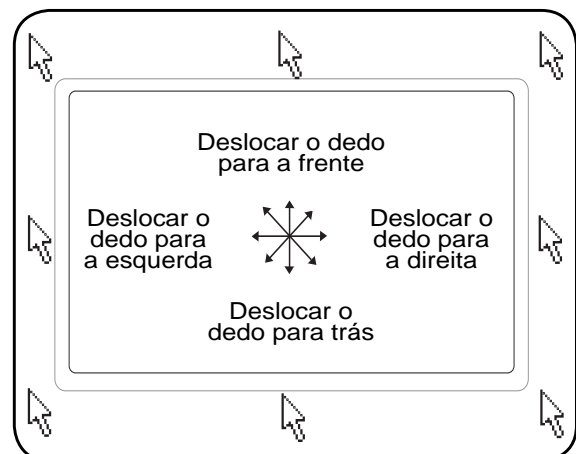 Deslocar o dedo
para a frente
Deslocar o
dedo para
a esquerda
Deslocar o
dedo para
a direita
Deslocar o
dedo para trás